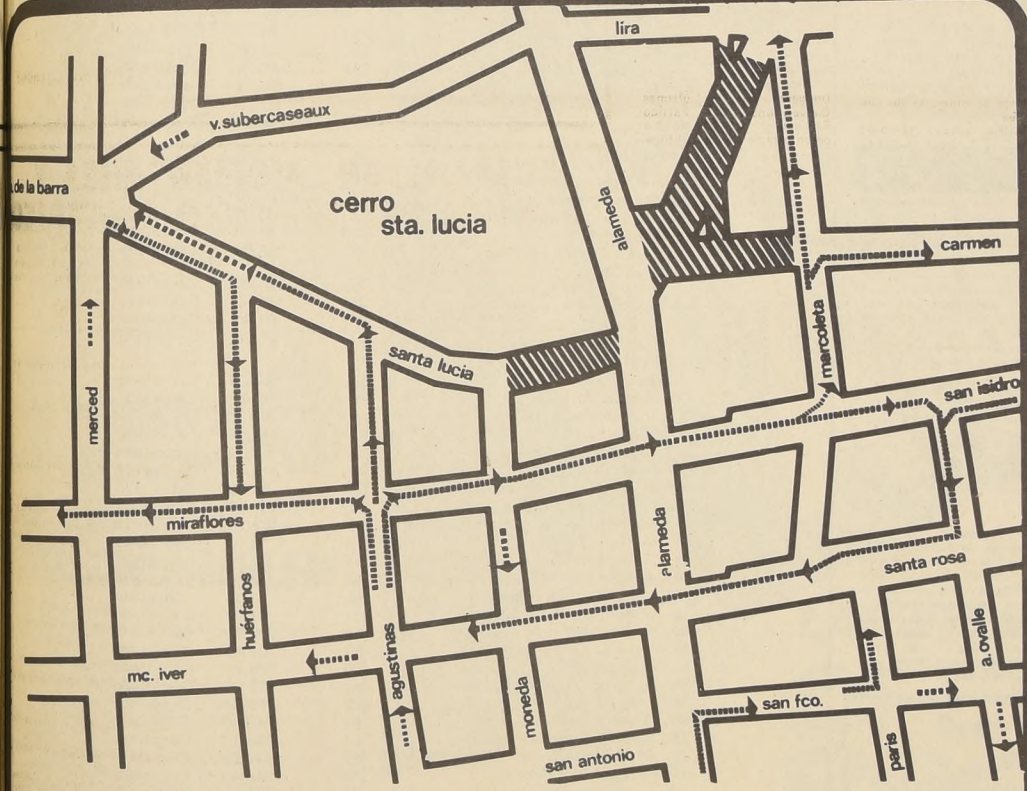 lira
v. subercaseaux
de la barra
cerro
sta. lucia
alameda
carmen
marcoleta
merced
santa lucia
san isidro
miraflores
alameda
santa rosa
huérfanos
agustinas
moneda
a. ovalle
mc. iver
san fco.
paris
san antonio